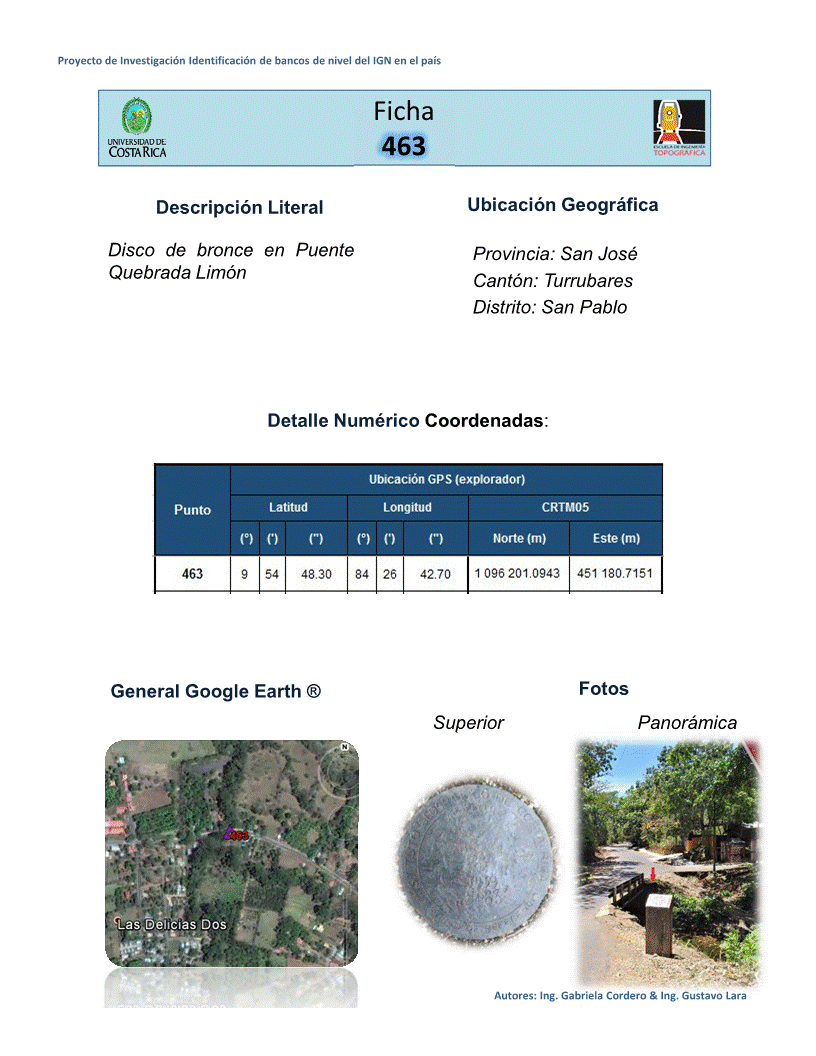 Proyecto de Investigación Identificación de bancos de nivel del IGN en el país
Ficha
463
UNIVERSIDAD DE
COSTA RICA
ESCUELA DE INGENIERÍA
TOPOGRÁFICA
Descripción Literal
Disco de bronce en Puente
Quebrada Limón
Ubicación Geográfica
Provincia: San José
Cantón: Turrubares
Distrito: San Pablo
Detalle Numérico Coordenadas:
Punto
Ubicación GPS (explorador)
Latitud Longitud CRTM05
(°) (') (") (°) (') (") Norte (m) Este (m)
463 9 54 48.30 84 26 42.70 1 096 201.0943 451 180.7151
General Google Earth ®
Fotos
Superior Panorámica
N
463
Las Delicias Dos
Autores: Ing. Gabriela Cordero & Ing. Gustavo Lara